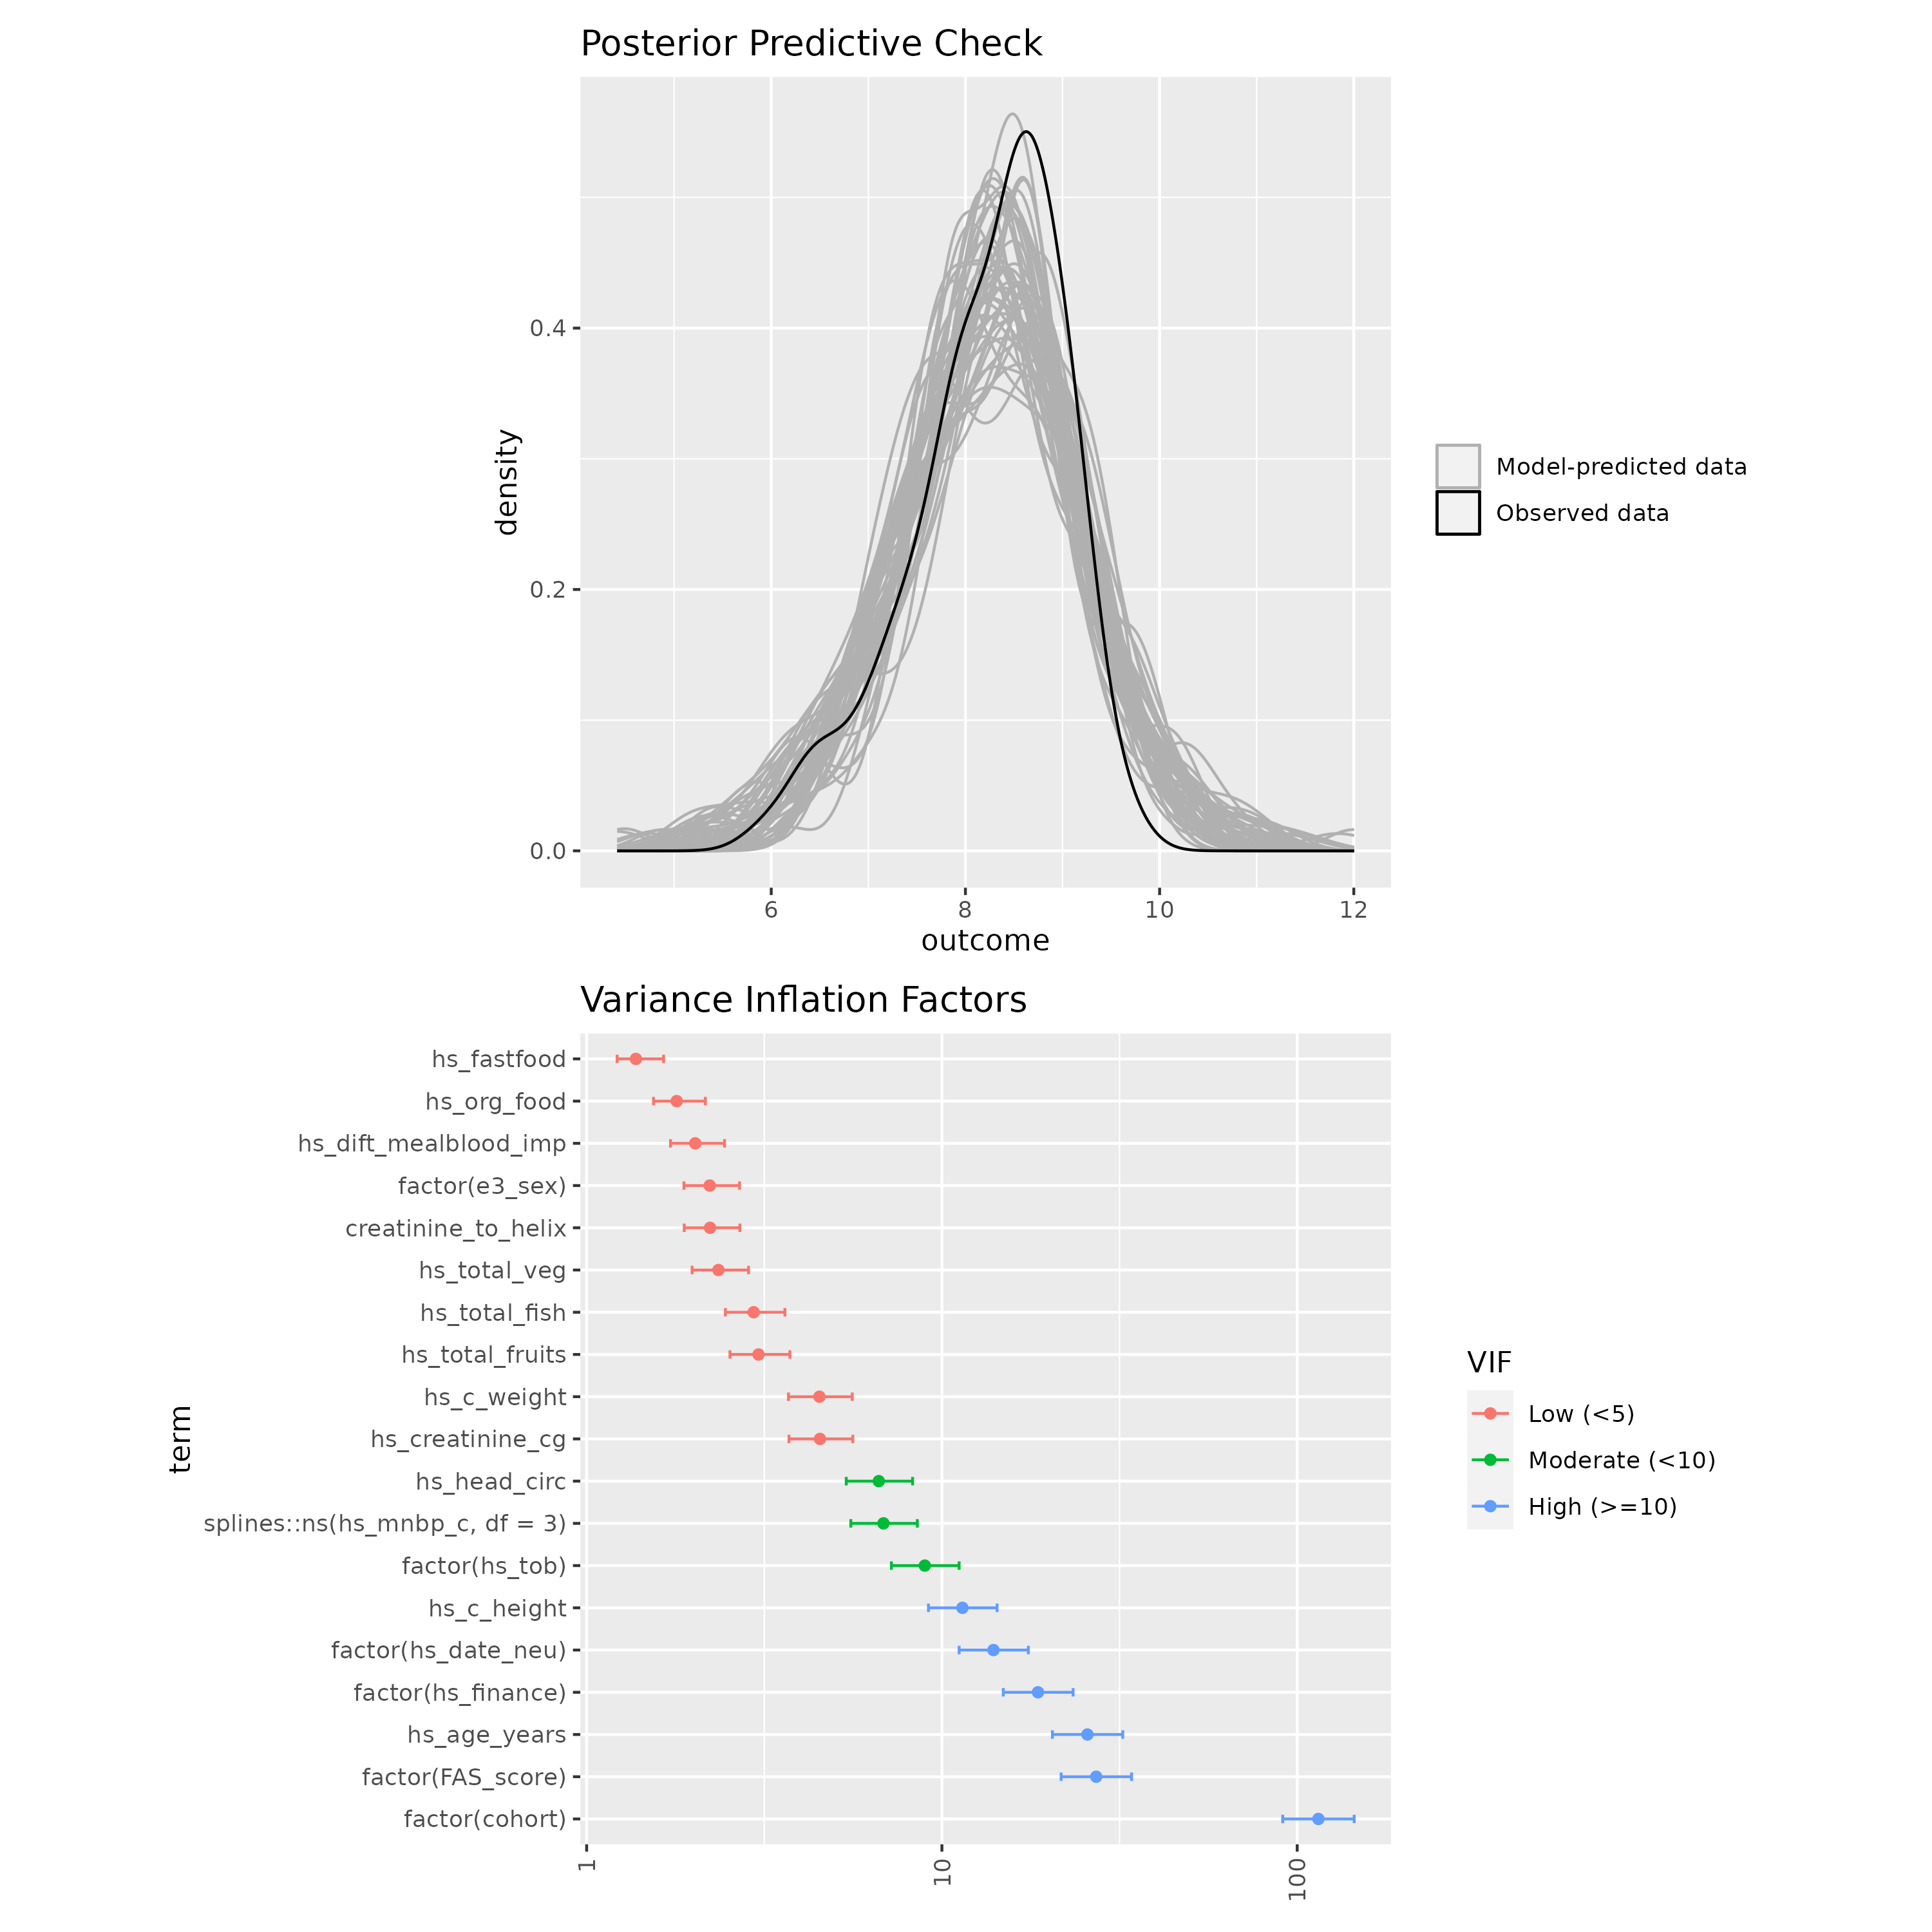 Posterior Predictive Check
density
0.4
0.2
0.0
6 8 10 12
outcome
Model-predicted data
Observed data
Variance Inflation Factors
term
hs_fastfood
hs_org_food
hs_dift_mealblood_imp
factor(e3_sex)
creatinine_to_helix
hs_total_veg
hs_total_fish
hs_total_fruits
hs_c_weight
hs_creatinine_cg
hs_head_circ
splines::ns(hs_mnbp_c, df = 3)
factor(hs_tob)
hs_c_height
factor(hs_date_neu)
factor(hs_finance)
hs_age_years
factor(FAS_score)
factor(cohort)
1 10 100
VIF
Low (<5)
Moderate (<10)
High (>=10)